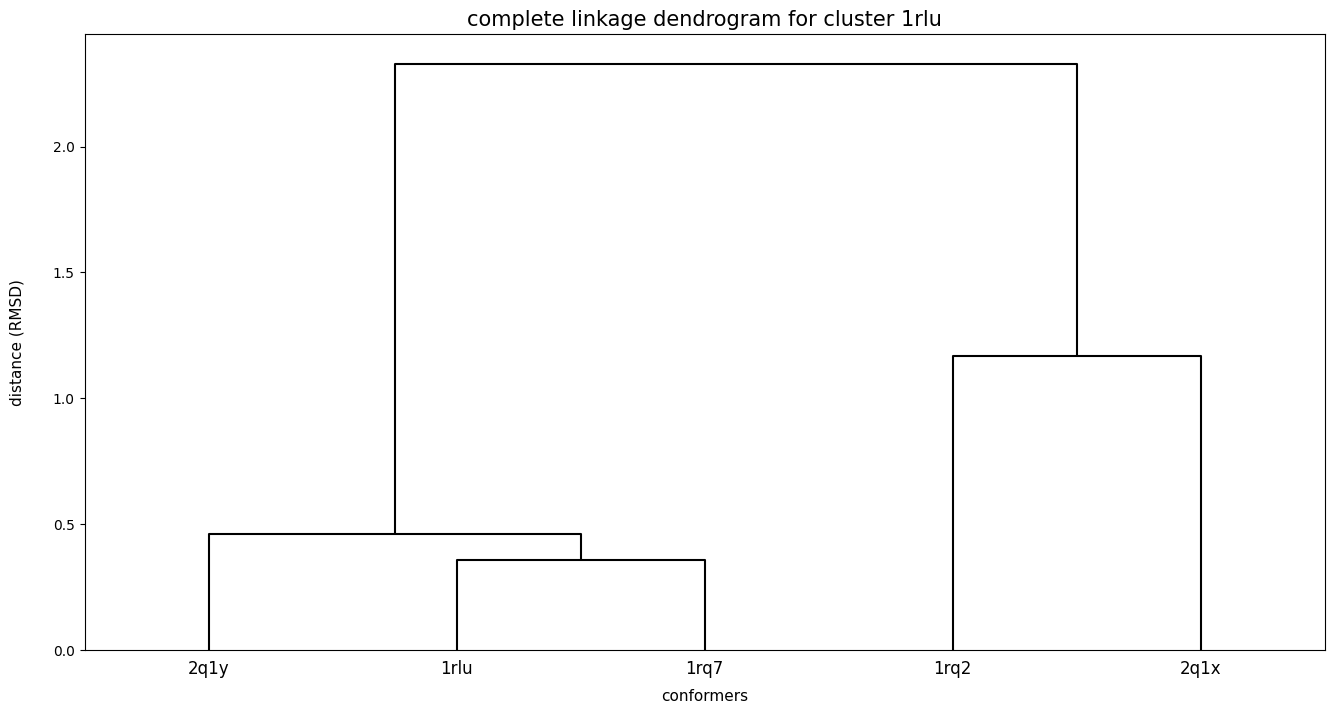 complete linkage dendrogram for cluster 1rlu
2.0
1.5
1.0
0.5
0.0
distance (RMSD)
2q1y 1rlu 1rq7 1rq2 2q1x
conformers